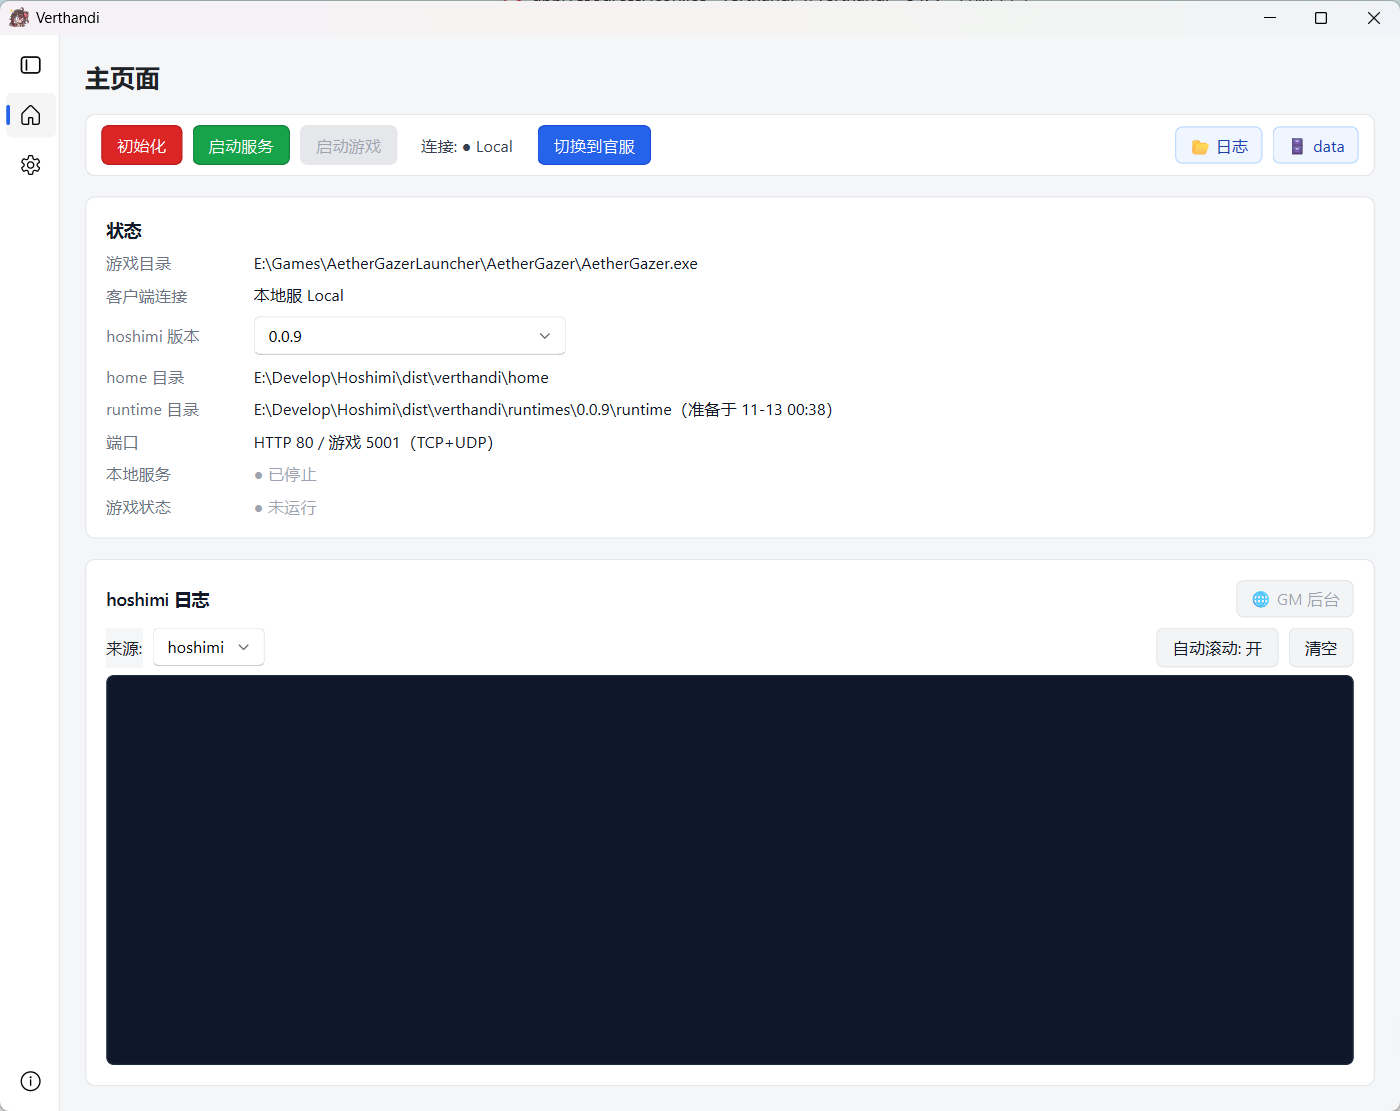 Verthandi
主页面
初始化 启动服务 启动游戏 连接: ● Local 切换到官服 日志 data
状态
游戏目录 E:\Games\AetherGazerLauncher\AetherGazer\AetherGazer.exe
客户端连接 本地服 Local
hoshimi 版本 0.0.9
home 目录 E:\Develop\Hoshimi\dist\verthandi\home
runtime 目录 E:\Develop\Hoshimi\dist\verthandi\runtimes\0.0.9\runtime（准备于 11-13 00:38）
端口 HTTP 80 / 游戏 5001（TCP+UDP）
本地服务 ● 已停止
游戏状态 ● 未运行
hoshimi 日志 GM 后台
来源: hoshimi 自动滚动: 开 清空